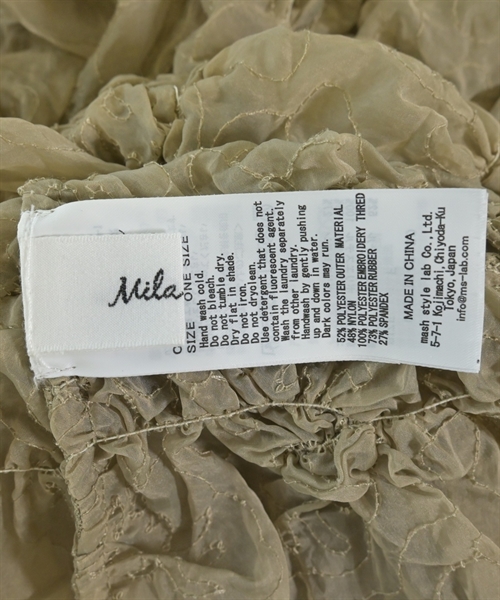 Mila
SIZE ONE SIZE
Hand wash cold.
Do not bleach.
Do not tumble dry.
Dry flat in shade.
Do not iron.
Do not dryclean.
Use detergent that does not
contain fluorescent agent.
Wash the laundry separately
from other laundry.
Handwash by gently pushing
up and down in water.
Dark colors may run.
52% POLYESTER OUTER MATERIAL
48% NYLON
100% POLYESTER EMBROIDERY THRED
73% POLYESTER RUBBER
27% SPANDEX
MADE IN CHINA
mash style lab Co., Ltd.
5-7-1 Kojimachi, Chiyoda-Ku
Tokyo, Japan
info@ms-lab.com